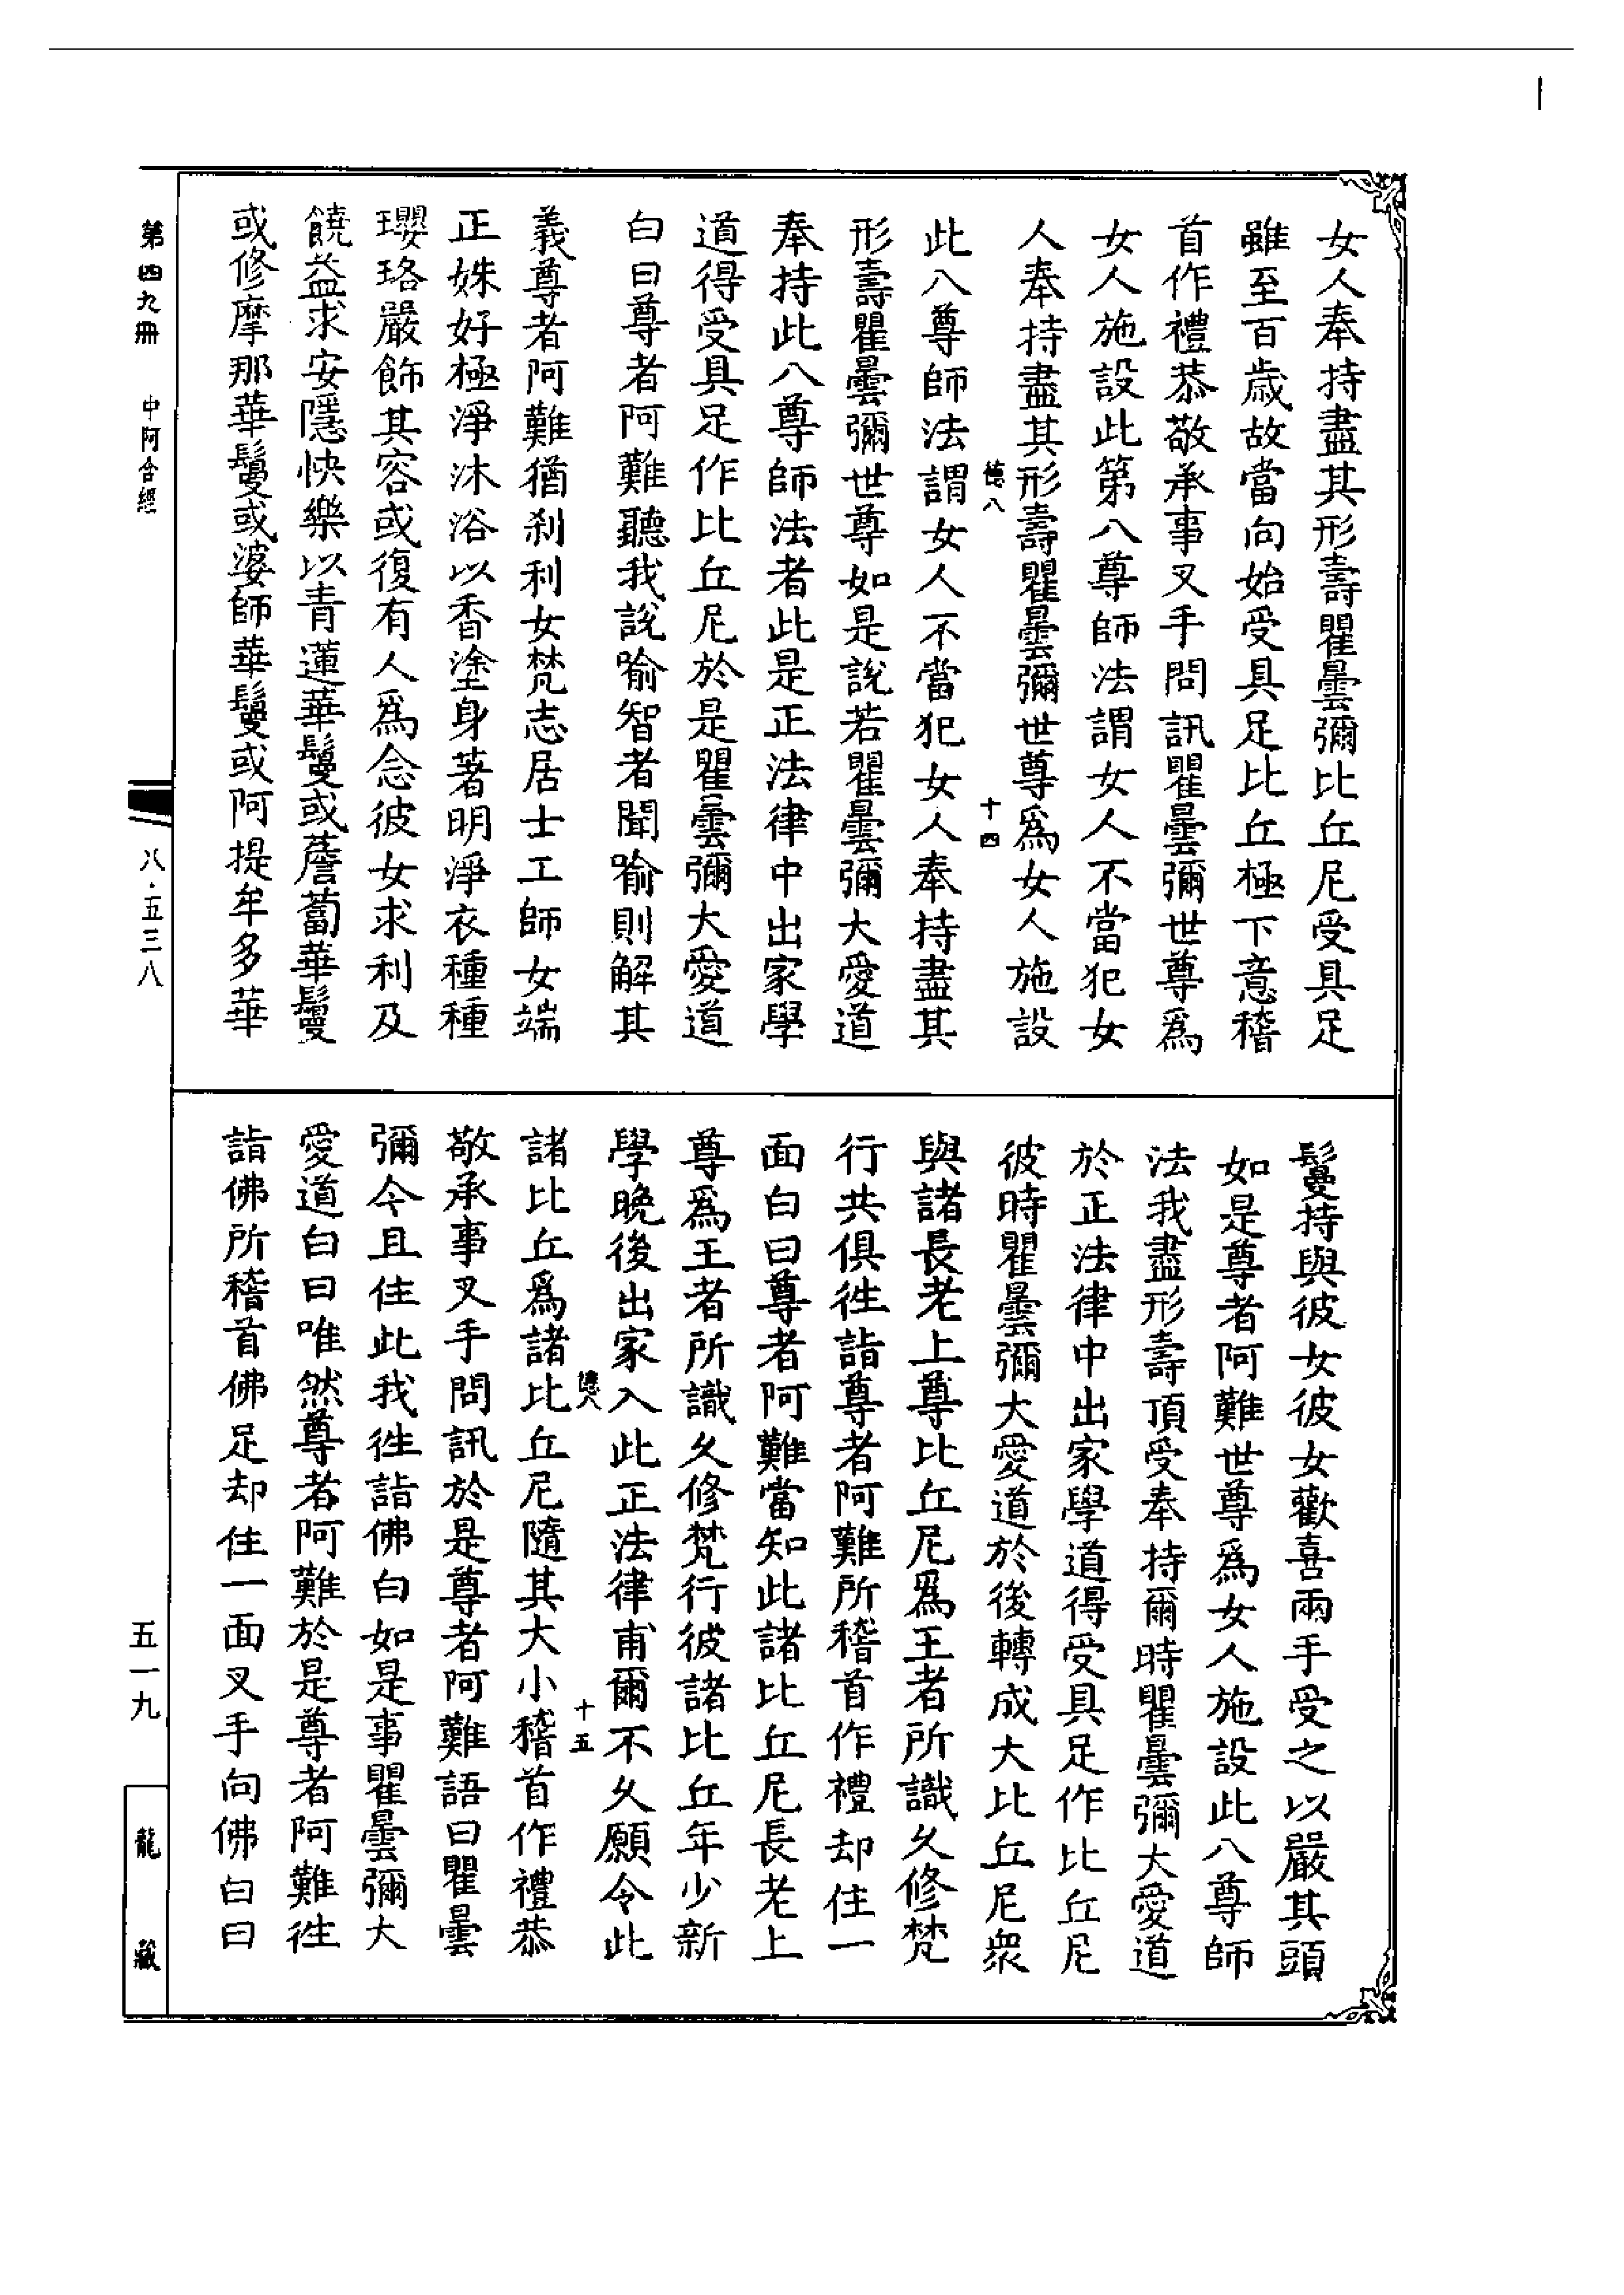 女人奉持盡其形壽瞿曇彌比丘尼受具足
雖至百歲故當向始受具足比丘極下意稽
首作禮恭敬承事叉手問訊瞿曇彌世尊爲
女人施設此第八尊師法謂女人不當犯女
人奉持盡其形壽瞿曇彌世尊爲女人施設
德八 十四
此八尊師法謂女人不當犯女人奉持盡其
形壽瞿曇彌世尊如是說若瞿曇彌大愛道
奉持此八尊師法者此是正法律中出家學
道得受具足作比丘尼於是瞿曇彌大愛道
白曰尊者阿難聽我說喻智者聞喻則解其
義尊者阿難猶刹利女梵志居士工師女端
正姝好極淨沐浴以香塗身著明淨衣種種
瓔珞嚴飾其容或復有人爲念彼女求利及
饒益求安隱快樂以青蓮華鬘或薝蔔華鬘
或修摩那華鬘或婆師華鬘或阿提牟多華
鬘持與彼女彼女歡喜兩手受之以嚴其頭
如是尊者阿難世尊爲女人施設此八尊師
法我盡形壽頂受奉持爾時瞿曇彌大愛道
於正法律中出家學道得受具足作比丘尼
彼時瞿曇彌大愛道於後轉成大比丘尼衆
與諸長老上尊比丘尼爲王者所識久修梵
行共俱徃詣尊者阿難所稽首作禮却住一
面白曰尊者阿難當知此諸比丘尼長老上
尊爲王者所識久修梵行彼諸比丘年少新
學晚後出家入此正法律甫爾不久願令此
德八 十五
諸比丘爲諸比丘尼隨其大小稽首作禮恭
敬承事叉手問訊於是尊者阿難語曰瞿曇
彌今且住此我徃詣佛白如是事瞿曇彌大
愛道白曰唯然尊者阿難於是尊者阿難徃
詣佛所稽首佛足却住一面叉手向佛白曰
第四九冊 中阿含經 八·五三八 五一九 龍藏